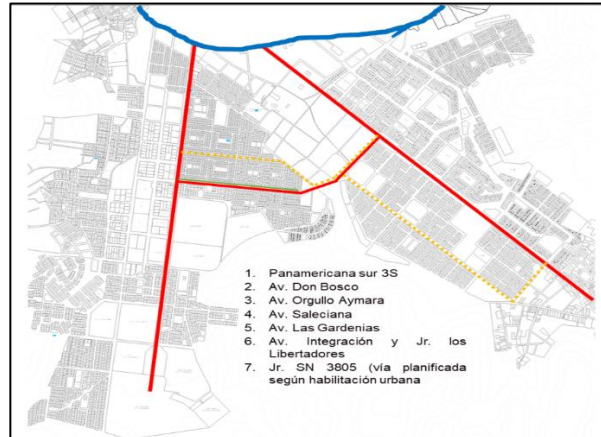 1. Panamericana sur 3S
2. Av. Don Bosco
3. Av. Orgullo Aymara
4. Av. Saleciana
5. Av. Las Gardenias
6. Av. Integración y Jr. los
Libertadores
7. Jr. SN 3805 (vía planificada
según habilitación urbana